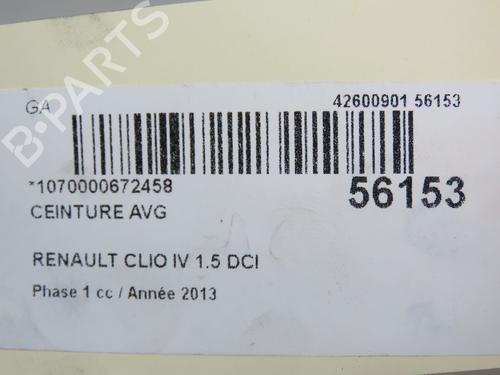 GA
42600901 56153
*1070000672458
56153
CEINTURE AVG
RENAULT CLIO IV 1.5 DCI
Phase 1 cc / Année 2013
B-PARTS